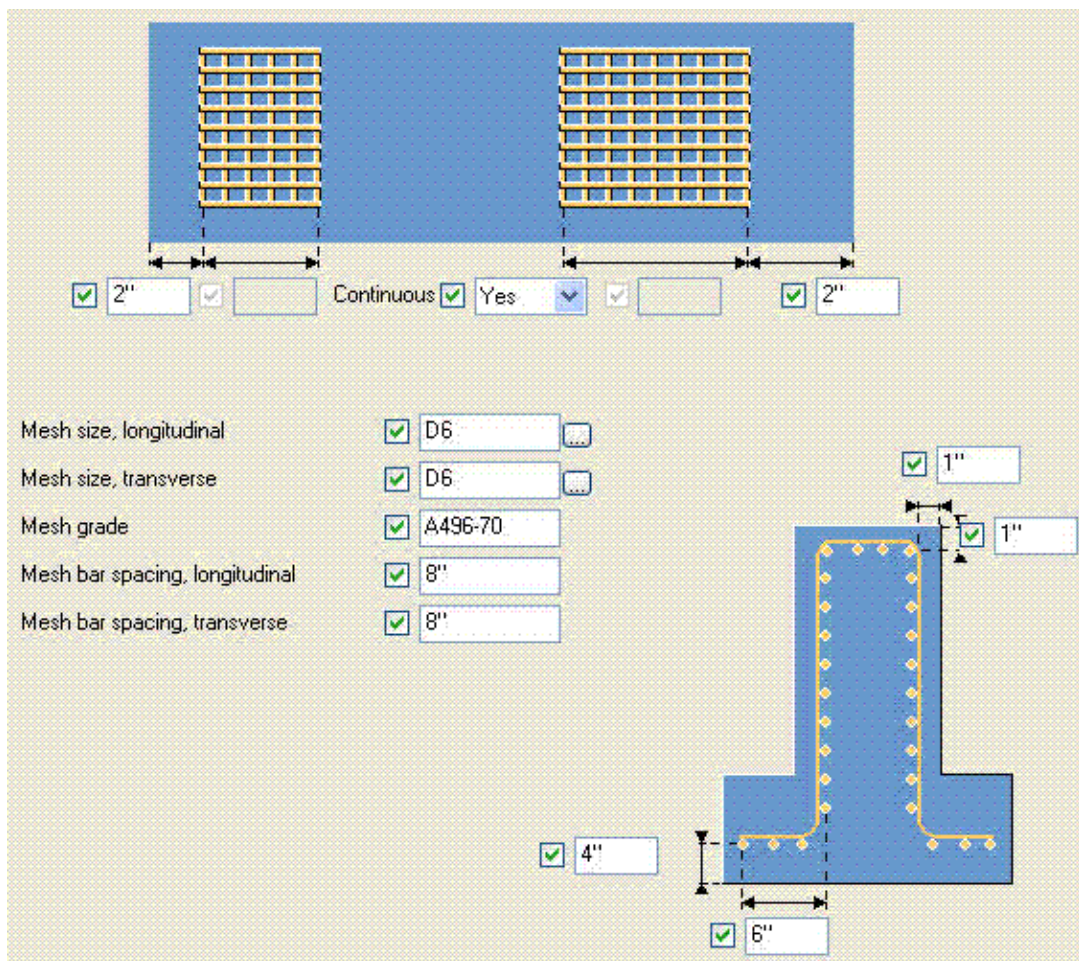 2" Continuous Yes 2"
Mesh size, longitudinal D6 ...
Mesh size, transverse D6 ...
Mesh grade A496-70
Mesh bar spacing, longitudinal 8"
Mesh bar spacing, transverse 8"
1"
1"
4"
6"